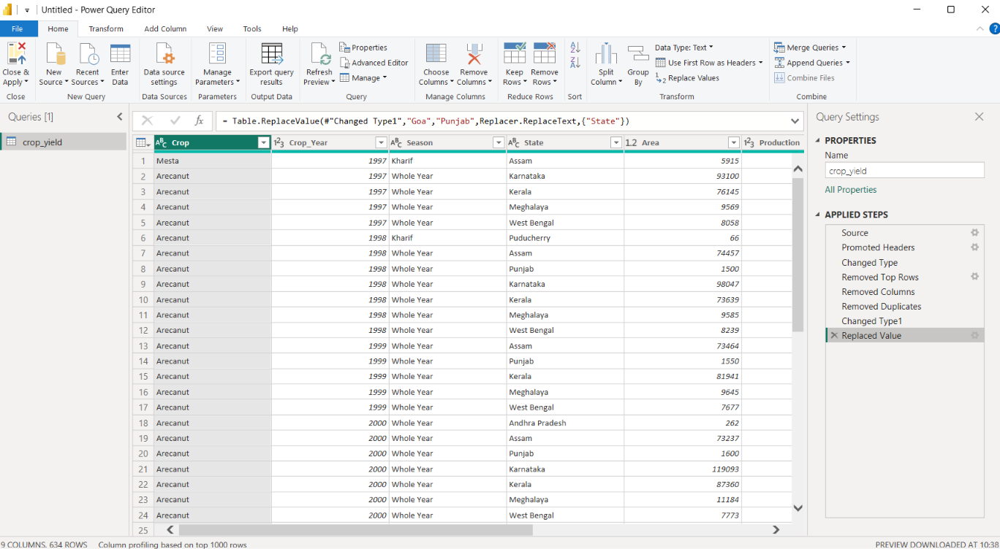 Untitled - Power Query Editor
File Home Transform Add Column View Tools Help
Close & Apply
New Source
Recent Sources
Enter Data
Data source settings
Manage Parameters
Export query results
Refresh Preview
Properties
Advanced Editor
Manage
Choose Columns
Remove Columns
Keep Rows
Remove Rows
A Z
Z A
Split Column
Group By
Data Type: Text
Use First Row as Headers
1 2 Replace Values
Merge Queries
Append Queries
Combine Files
?
Close New Query Data Sources Parameters Output Data Query Manage Columns Reduce Rows Sort Transform Combine
Queries [1]
crop_yield
fx = Table.ReplaceValue(#"Changed Type1","Goa","Punjab",Replacer.ReplaceText,{"State"})
ABC Crop 123 Crop_Year ABC Season ABC State 1.2 Area 123 Production
1 Mesta 1997 Kharif Assam 5915
2 Arecanut 1997 Whole Year Karnataka 93100
3 Arecanut 1997 Whole Year Kerala 76145
4 Arecanut 1997 Whole Year Meghalaya 9569
5 Arecanut 1997 Whole Year West Bengal 8058
6 Arecanut 1998 Kharif Puducherry 66
7 Arecanut 1998 Whole Year Assam 74457
8 Arecanut 1998 Whole Year Punjab 1500
9 Arecanut 1998 Whole Year Karnataka 98047
10 Arecanut 1998 Whole Year Kerala 73639
11 Arecanut 1998 Whole Year Meghalaya 9585
12 Arecanut 1998 Whole Year West Bengal 8239
13 Arecanut 1999 Whole Year Assam 73464
14 Arecanut 1999 Whole Year Punjab 1550
15 Arecanut 1999 Whole Year Kerala 81941
16 Arecanut 1999 Whole Year Meghalaya 9645
17 Arecanut 1999 Whole Year West Bengal 7677
18 Arecanut 2000 Whole Year Andhra Pradesh 262
19 Arecanut 2000 Whole Year Assam 73237
20 Arecanut 2000 Whole Year Punjab 1600
21 Arecanut 2000 Whole Year Karnataka 119093
22 Arecanut 2000 Whole Year Kerala 87360
23 Arecanut 2000 Whole Year Meghalaya 11184
24 Arecanut 2000 Whole Year West Bengal 7773
25
Query Settings
PROPERTIES
Name
crop_yield
All Properties
APPLIED STEPS
Source
Promoted Headers
Changed Type
Removed Top Rows
Removed Columns
Removed Duplicates
Changed Type1
Replaced Value
9 COLUMNS, 634 ROWS Column profiling based on top 1000 rows PREVIEW DOWNLOADED AT 10:38